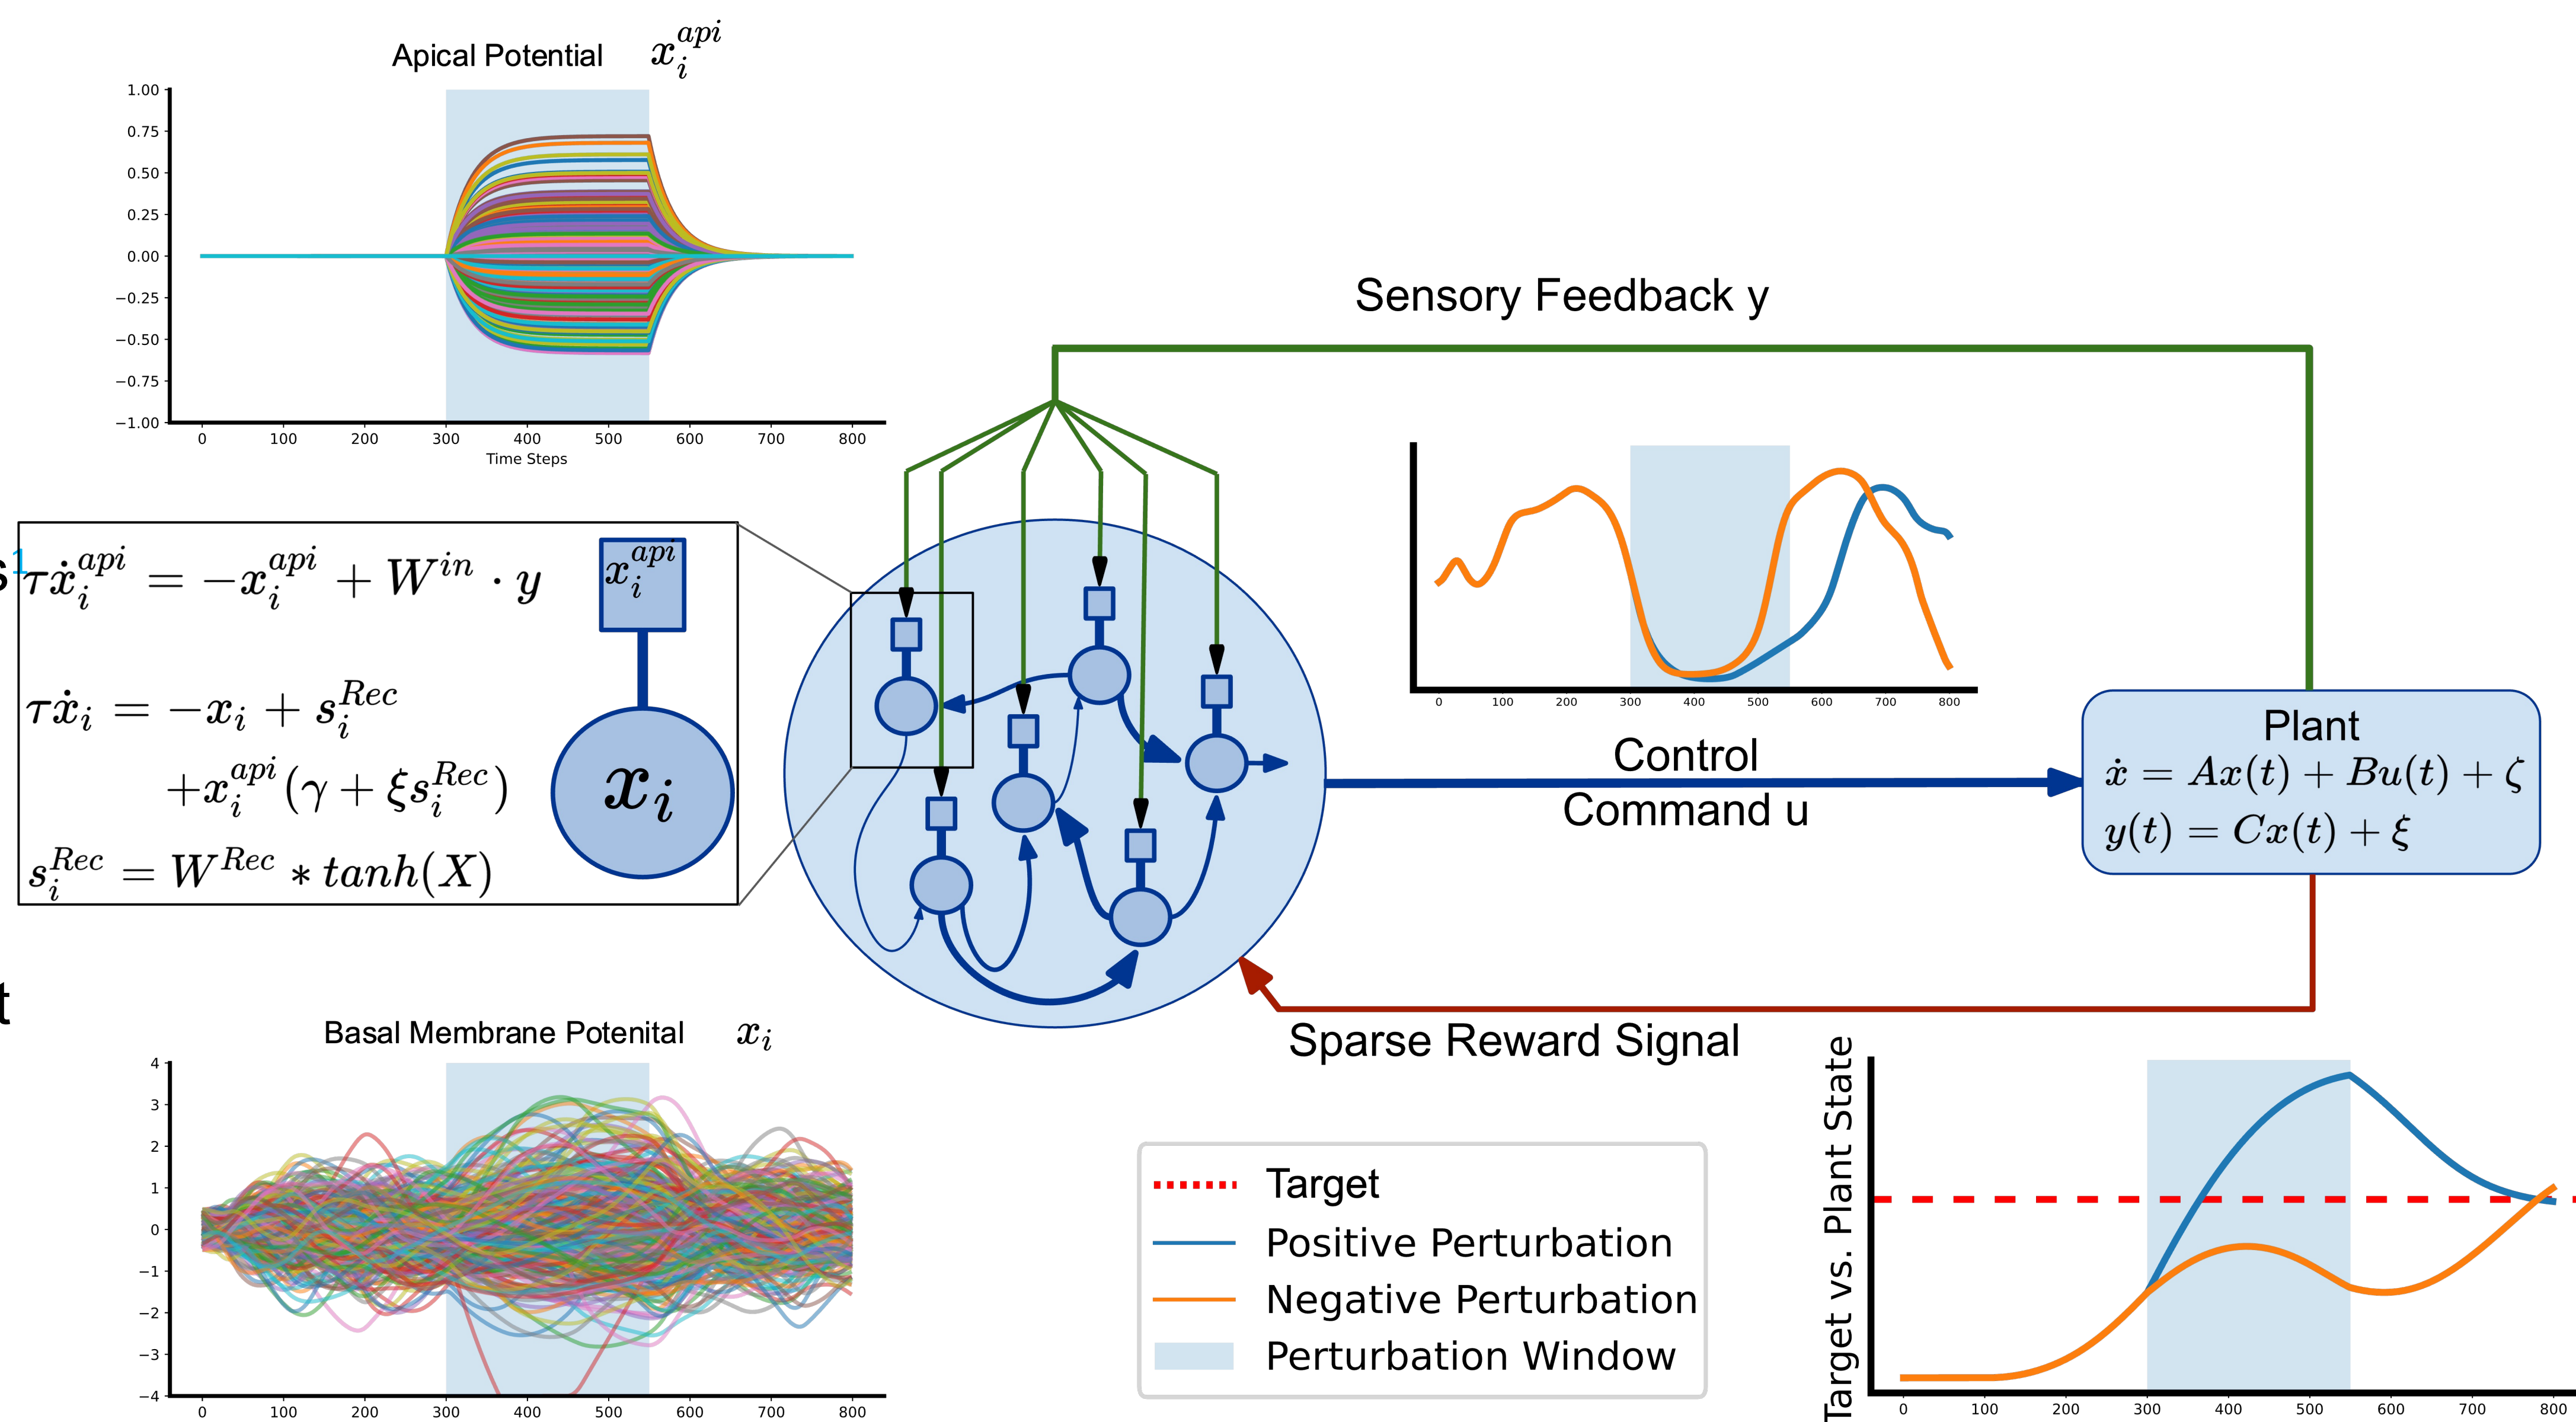 Apical Potential x_i^{api}
1.00
0.75
0.50
0.25
0.00
−0.25
−0.50
−0.75
−1.00
0 100 200 300 400 500 600 700 800
Time Steps
Sensory Feedback y
s¹
τẋ_i^{api} = −x_i^{api} + W^{in} · y
τẋ_i = −x_i + s_i^{Rec}
+x_i^{api}(γ + ξs_i^{Rec})
s_i^{Rec} = W^{Rec} ∗ tanh(X)
x_i^{api}
x_i
0 100 200 300 400 500 600 700 800
Control
Command u
Plant
ẋ = Ax(t) + Bu(t) + ζ
y(t) = Cx(t) + ξ
Sparse Reward Signal
t
Basal Membrane Potenital x_i
4
3
2
1
0
−1
−2
−3
−4
0 100 200 300 400 500 600 700 800
Target
Positive Perturbation
Negative Perturbation
Perturbation Window
Target vs. Plant State
0 100 200 300 400 500 600 700 800